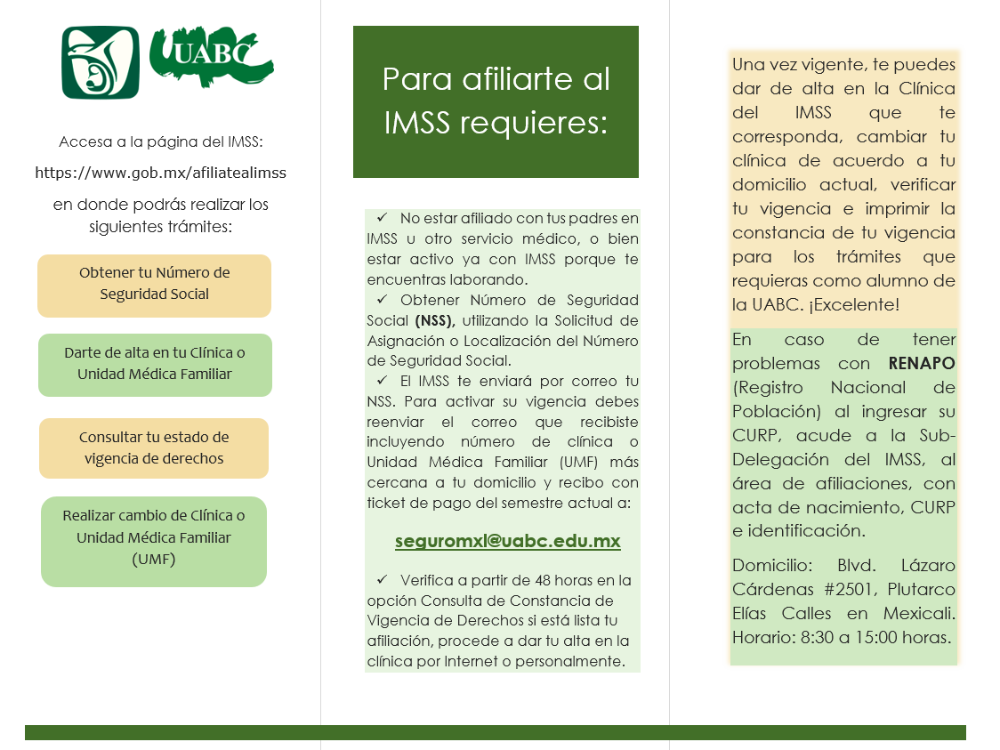 UABC
Accesa a la página del IMSS:
https://www.gob.mx/afiliatealimss
en donde podrás realizar los
siguientes trámites:
Obtener tu Número de
Seguridad Social
Darte de alta en tu Clínica o
Unidad Médica Familiar
Consultar tu estado de
vigencia de derechos
Realizar cambio de Clínica o
Unidad Médica Familiar
(UMF)
Para afiliarte al
IMSS requieres:
✓ No estar afiliado con tus padres en
IMSS u otro servicio médico, o bien
estar activo ya con IMSS porque te
encuentras laborando.
✓ Obtener Número de Seguridad
Social (NSS), utilizando la Solicitud de
Asignación o Localización del Número
de Seguridad Social.
✓ El IMSS te enviará por correo tu
NSS. Para activar su vigencia debes
reenviar el correo que recibiste
incluyendo número de clínica o
Unidad Médica Familiar (UMF) más
cercana a tu domicilio y recibo con
ticket de pago del semestre actual a:
seguromxl@uabc.edu.mx
✓ Verifica a partir de 48 horas en la
opción Consulta de Constancia de
Vigencia de Derechos si está lista tu
afiliación, procede a dar tu alta en la
clínica por Internet o personalmente.
Una vez vigente, te puedes
dar de alta en la Clínica
del IMSS que te
corresponda, cambiar tu
clínica de acuerdo a tu
domicilio actual, verificar
tu vigencia e imprimir la
constancia de tu vigencia
para los trámites que
requieras como alumno de
la UABC. ¡Excelente!
En caso de tener
problemas con RENAPO
(Registro Nacional de
Población) al ingresar su
CURP, acude a la Sub-
Delegación del IMSS, al
área de afiliaciones, con
acta de nacimiento, CURP
e identificación.
Domicilio: Blvd. Lázaro
Cárdenas #2501, Plutarco
Elías Calles en Mexicali.
Horario: 8:30 a 15:00 horas.